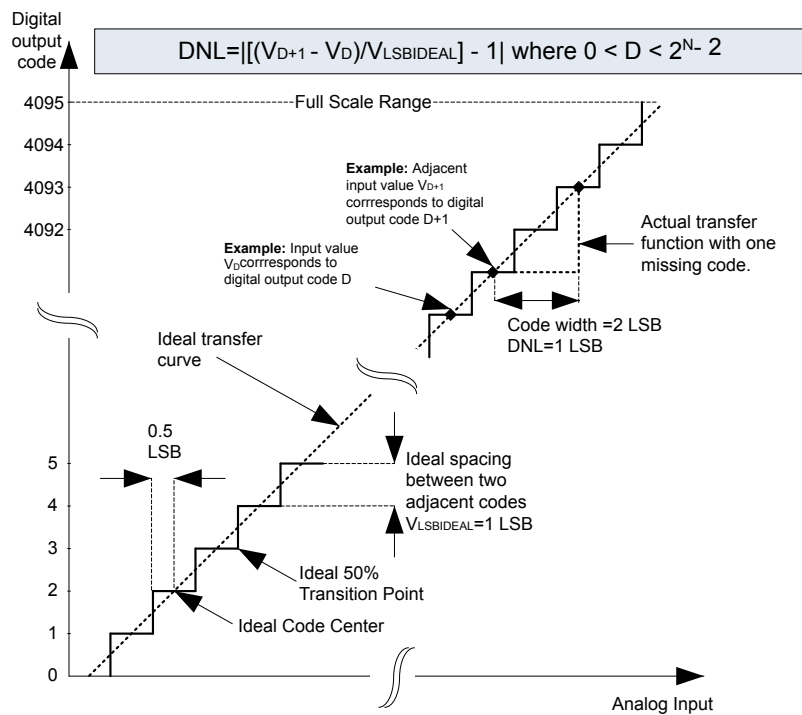 Digital
output
code
DNL=|[(VD+1 - VD)/VLSBIDEAL] - 1| where 0 < D < 2^N- 2
4095
Full Scale Range
4094
4093
4092
Example: Adjacent
input value VD+1
corrresponds to digital
output code D+1
Example: Input value
VDcorrresponds to
digital output code D
Actual transfer
function with one
missing code.
Code width =2 LSB
DNL=1 LSB
Ideal transfer
curve
0.5
LSB
5
4
3
2
1
0
Ideal spacing
between two
adjacent codes
VLSBIDEAL=1 LSB
Ideal 50%
Transition Point
Ideal Code Center
Analog Input